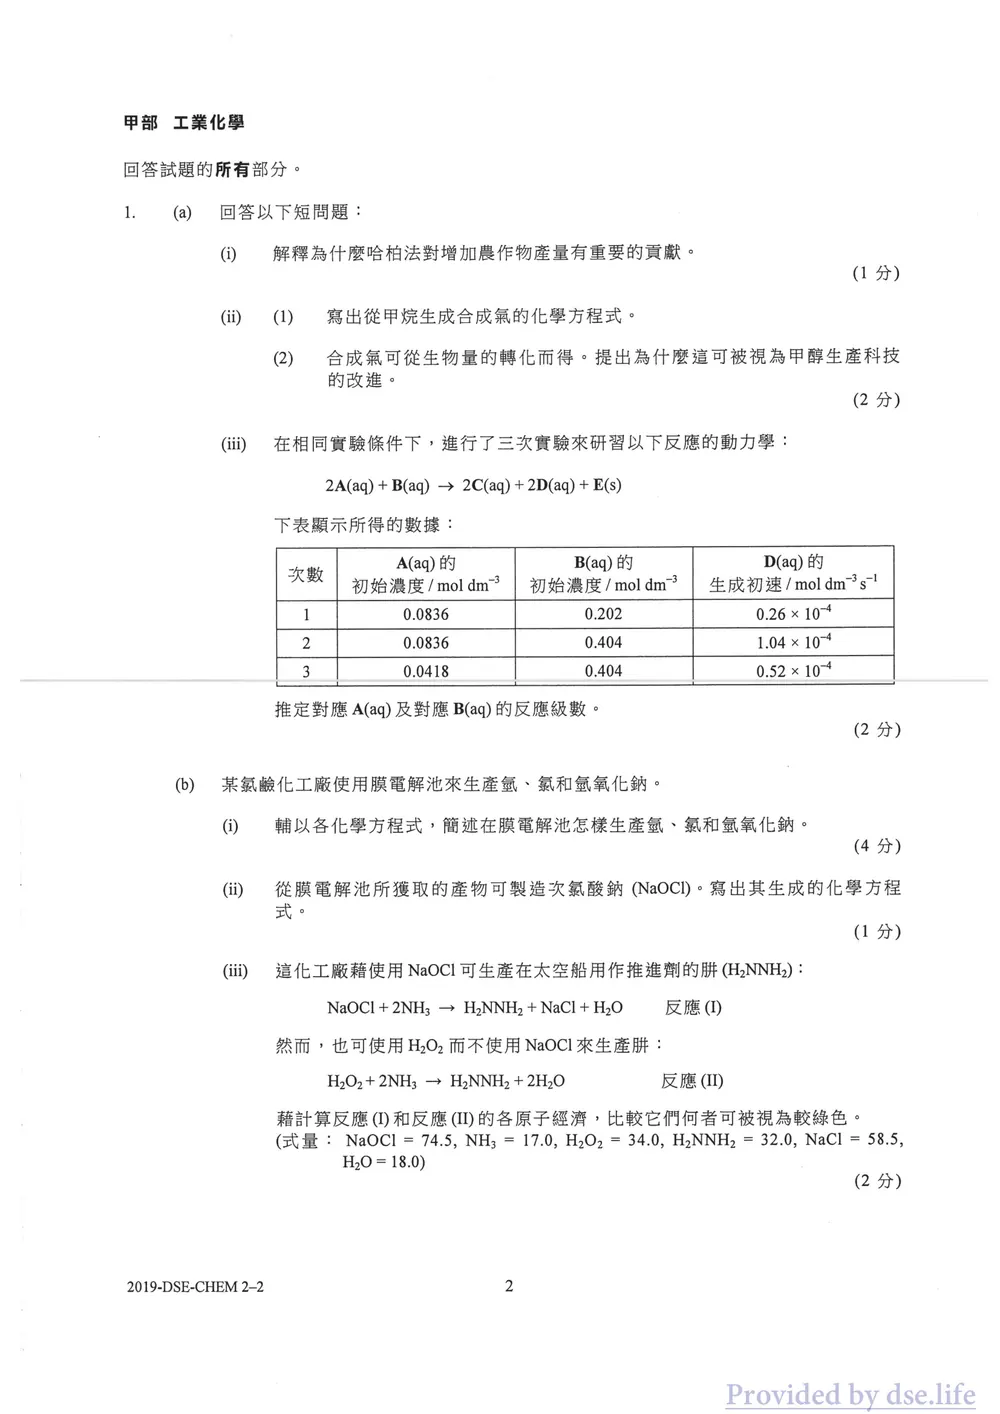 甲部 工業化學
回答試題的所有部分。
1. (a) 回答以下短問題：
(i) 解釋為什麼哈柏法對增加農作物產量有重要的貢獻。
(1 分)
(ii) (1) 寫出從甲烷生成合成氣的化學方程式。
(2) 合成氣可從生物量的轉化而得。提出為什麼這可被視為甲醇生產科技
的改進。
(2 分)
(iii) 在相同實驗條件下，進行了三次實驗來研習以下反應的動力學：
2A(aq) + B(aq) → 2C(aq) + 2D(aq) + E(s)
下表顯示所得的數據：
次數 A(aq) 的 初始濃度 / mol dm⁻³ B(aq) 的 初始濃度 / mol dm⁻³ D(aq) 的 生成初速 / mol dm⁻³ s⁻¹
1 0.0836 0.202 0.26 × 10⁻⁴
2 0.0836 0.404 1.04 × 10⁻⁴
3 0.0418 0.404 0.52 × 10⁻⁴
推定對應 A(aq) 及對應 B(aq) 的反應級數。
(2 分)
(b) 某氯鹼化工廠使用膜電解池來生產氫、氯和氫氧化鈉。
(i) 輔以各化學方程式，簡述在膜電解池怎樣生產氫、氯和氫氧化鈉。
(4 分)
(ii) 從膜電解池所獲取的產物可製造次氯酸鈉 (NaOCl)。寫出其生成的化學方程
式。
(1 分)
(iii) 這化工廠藉使用 NaOCl 可生產在太空船用作推進劑的肼 (H₂NNH₂)：
NaOCl + 2NH₃ → H₂NNH₂ + NaCl + H₂O 反應 (I)
然而，也可使用 H₂O₂ 而不使用 NaOCl 來生產肼：
H₂O₂ + 2NH₃ → H₂NNH₂ + 2H₂O 反應 (II)
藉計算反應 (I) 和反應 (II) 的各原子經濟，比較它們何者可被視為較綠色。
(式量： NaOCl = 74.5, NH₃ = 17.0, H₂O₂ = 34.0, H₂NNH₂ = 32.0, NaCl = 58.5,
H₂O = 18.0)
(2 分)
2019-DSE-CHEM 2–2 2
Provided by dse.life